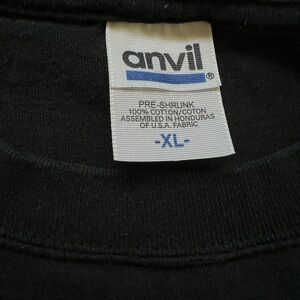 anvil®
PRE-SHRUNK
100% COTTON/COTON
ASSEMBLED IN HONDURAS
OF U.S.A. FABRIC
-XL-